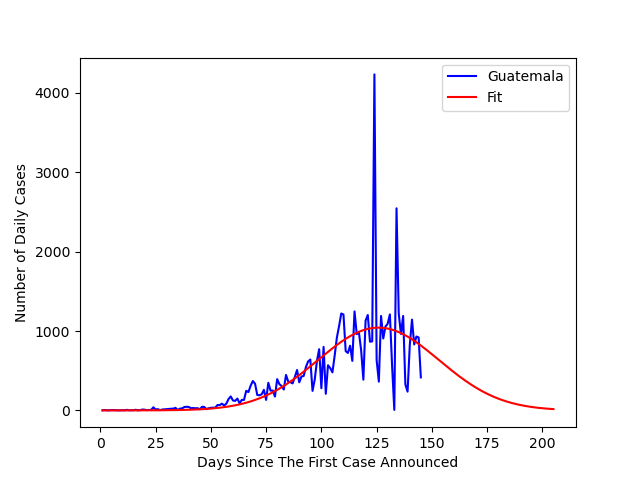 Guatemala
Fit
4000
3000
2000
1000
0
Number of Daily Cases
0 25 50 75 100 125 150 175 200
Days Since The First Case Announced